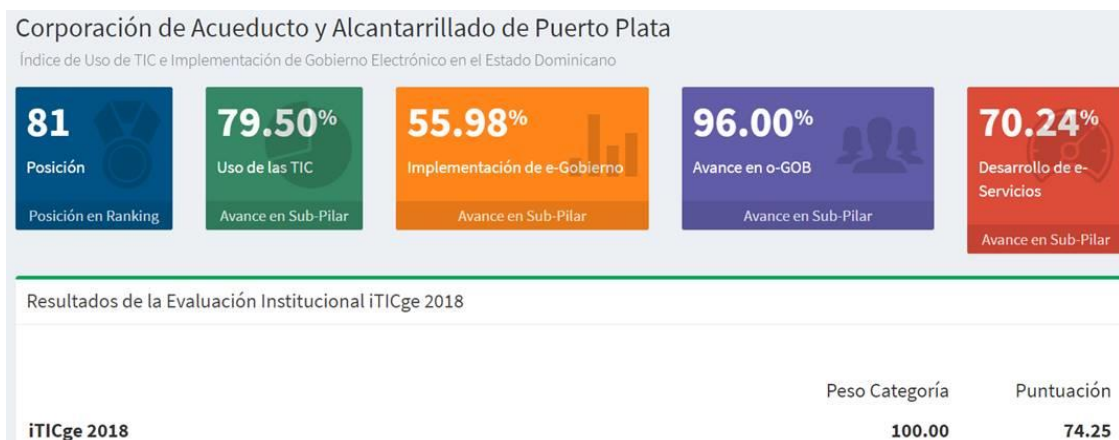 Corporación de Acueducto y Alcantarrillado de Puerto Plata
Índice de Uso de TIC e Implementación de Gobierno Electrónico en el Estado Dominicano
81
Posición
Posición en Ranking
79.50%
Uso de las TIC
Avance en Sub-Pilar
55.98%
Implementación de e-Gobierno
Avance en Sub-Pilar
96.00%
Avance en o-GOB
Avance en Sub-Pilar
70.24%
Desarrollo de e-
Servicios
Avance en Sub-Pilar
Resultados de la Evaluación Institucional iTICge 2018
Peso Categoría Puntuación
iTICge 2018 100.00 74.25